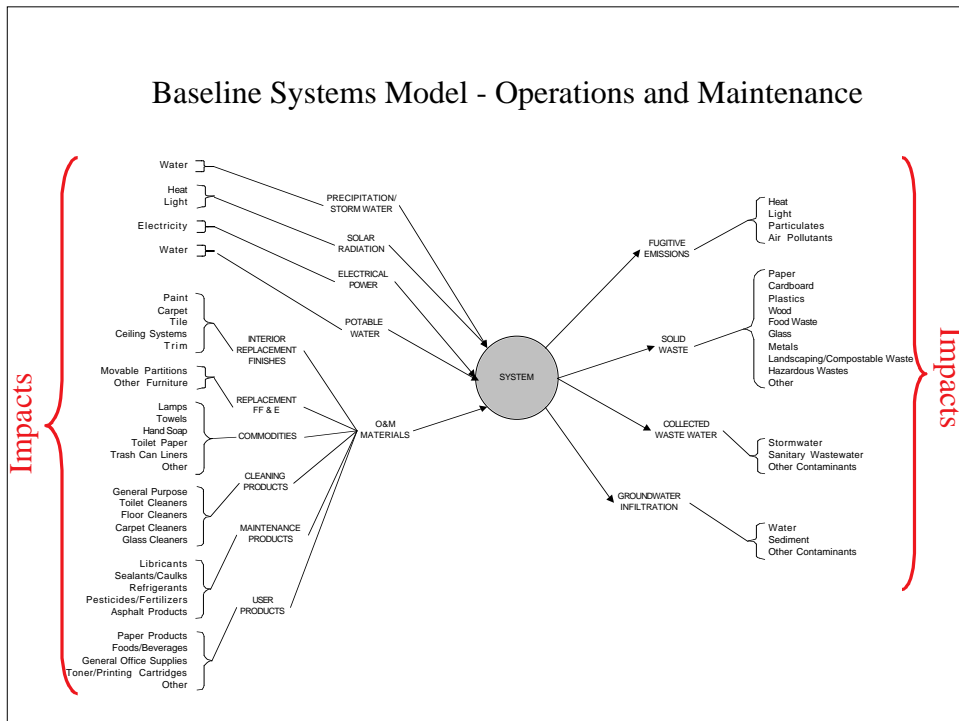 Baseline Systems Model - Operations and Maintenance
Impacts
Water
Heat
Light
Electricity
Water
Paint
Carpet
Tile
Ceiling Systems
Trim
Movable Partitions
Other Furniture
Lamps
Towels
Hand Soap
Toilet Paper
Trash Can Liners
Other
General Purpose
Toilet Cleaners
Floor Cleaners
Carpet Cleaners
Glass Cleaners
Libricants
Sealants/Caulks
Refrigerants
Pesticides/Fertilizers
Asphalt Products
Paper Products
Foods/Beverages
General Office Supplies
Toner/Printing Cartridges
Other
PRECIPITATION/
STORM WATER
SOLAR
RADIATION
ELECTRICAL
POWER
POTABLE
WATER
INTERIOR
REPLACEMENT
FINISHES
REPLACEMENT
FF & E
COMMODITIES
CLEANING
PRODUCTS
MAINTENANCE
PRODUCTS
USER
PRODUCTS
O&M
MATERIALS
SYSTEM
FUGITIVE
EMISSIONS
SOLID
WASTE
COLLECTED
WASTE WATER
GROUNDWATER
INFILTRATION
Heat
Light
Particulates
Air Pollutants
Paper
Cardboard
Plastics
Wood
Food Waste
Glass
Metals
Landscaping/Compostable Waste
Hazardous Wastes
Other
Stormwater
Sanitary Wastewater
Other Contaminants
Water
Sediment
Other Contaminants
Impacts